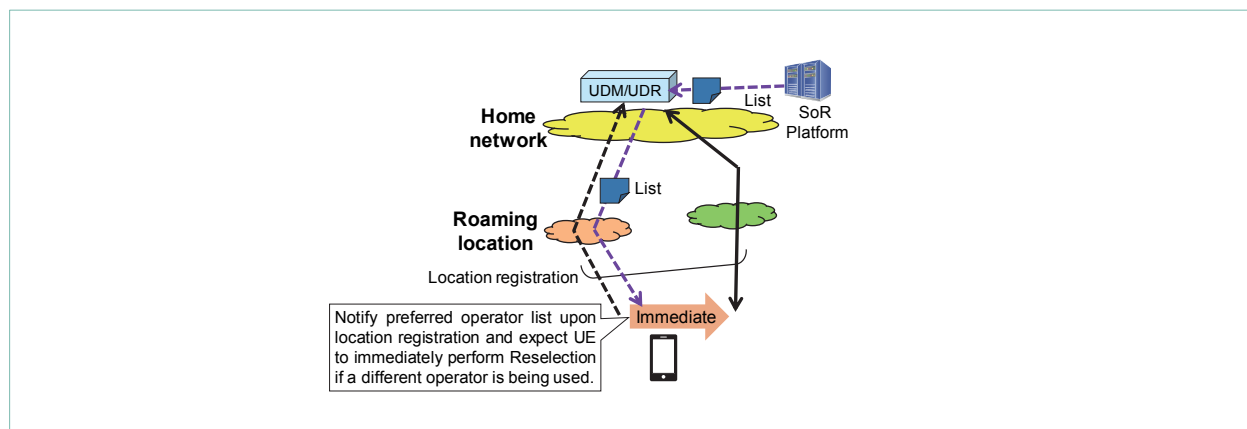 UDM/UDR
List
SoR
Platform
Home
network
List
Roaming
location
Location registration
Notify preferred operator list upon
location registration and expect UE
to immediately perform Reselection
if a different operator is being used.
Immediate